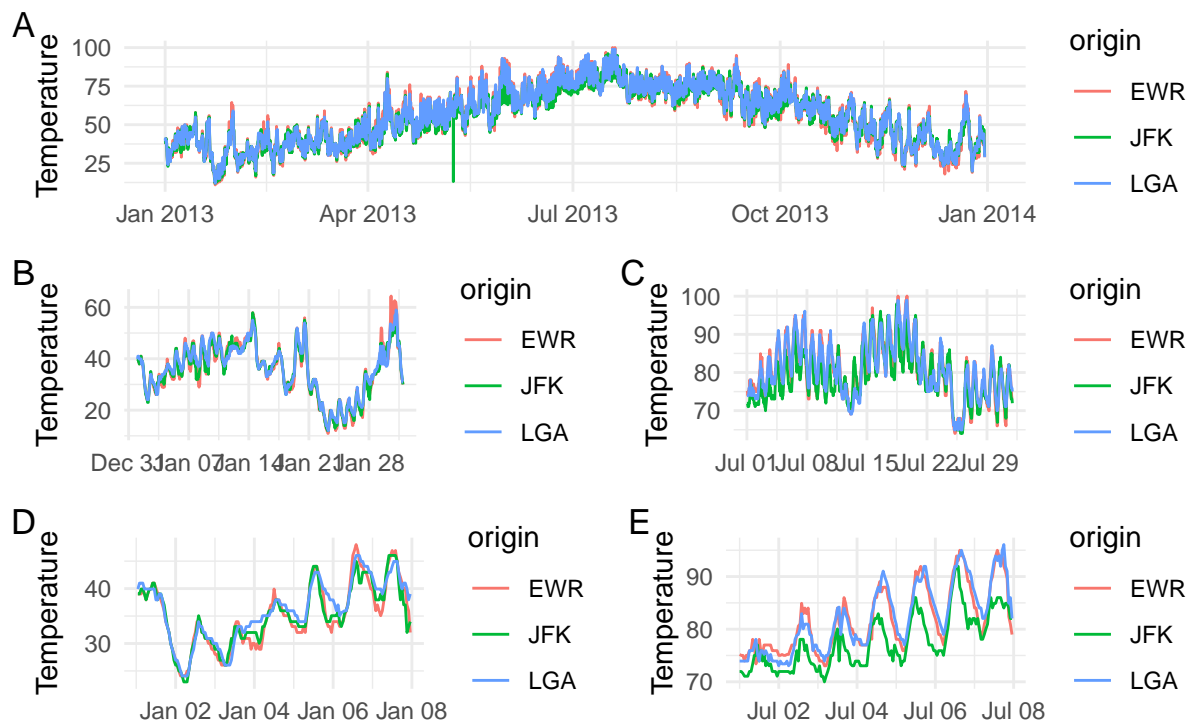 A
Temperature
100
75
50
25
Jan 2013
Apr 2013
Jul 2013
Oct 2013
Jan 2014
origin
EWR
JFK
LGA
B
Temperature
60
40
20
Dec 31
Jan 07
Jan 14
Jan 21
Jan 28
origin
EWR
JFK
LGA
C
Temperature
100
90
80
70
Jul 01
Jul 08
Jul 15
Jul 22
Jul 29
origin
EWR
JFK
LGA
D
Temperature
40
30
Jan 02
Jan 04
Jan 06
Jan 08
origin
EWR
JFK
LGA
E
Temperature
90
80
70
Jul 02
Jul 04
Jul 06
Jul 08
origin
EWR
JFK
LGA